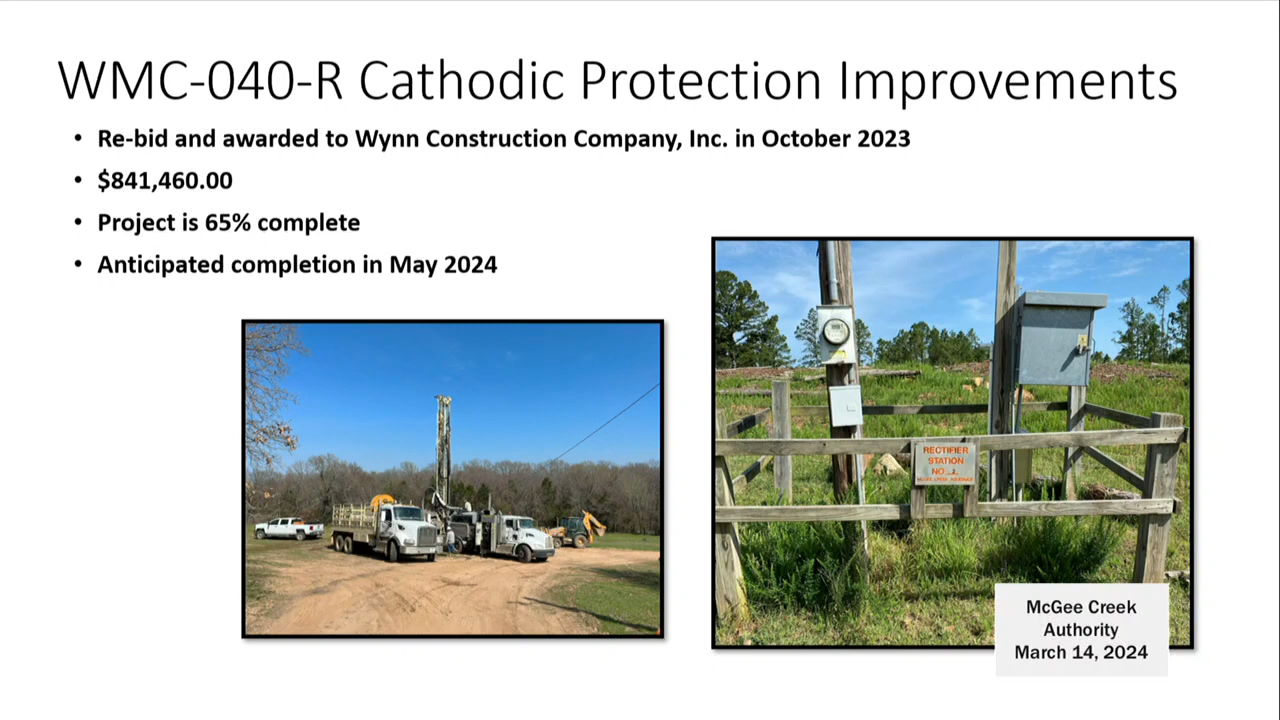 WMC-040-R Cathodic Protection Improvements
• Re-bid and awarded to Wynn Construction Company, Inc. in October 2023
• $841,460.00
• Project is 65% complete
• Anticipated completion in May 2024
RECTIFIER
STATION
NO.
McGee Creek
Authority
March 14, 2024